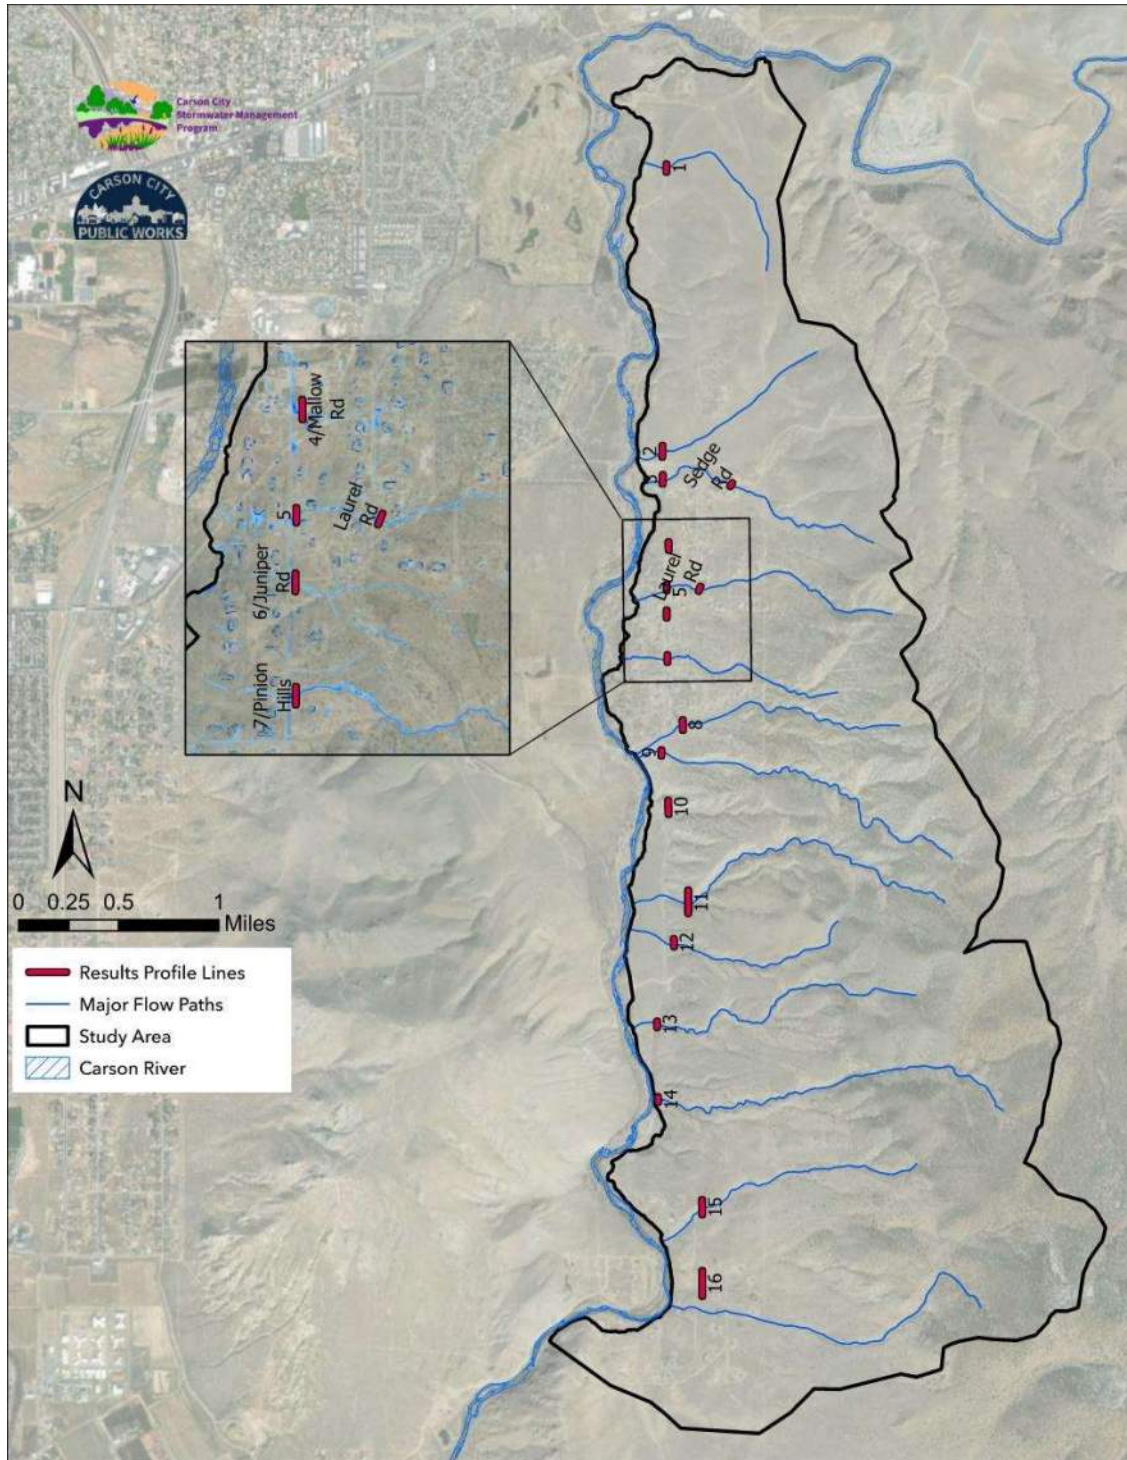 Carson City
Stormwater Management
Program
CARSON CITY
PUBLIC WORKS
1
2
3
Sedge
Rd
Laurel
5 Rd
4/Mallow
Rd
5
Laurel
Rd
6/Juniper
Rd
7/Pinion
Hills
8
9
10
11
12
13
14
15
16
N
0 0.25 0.5 1
Miles
Results Profile Lines
Major Flow Paths
Study Area
Carson River